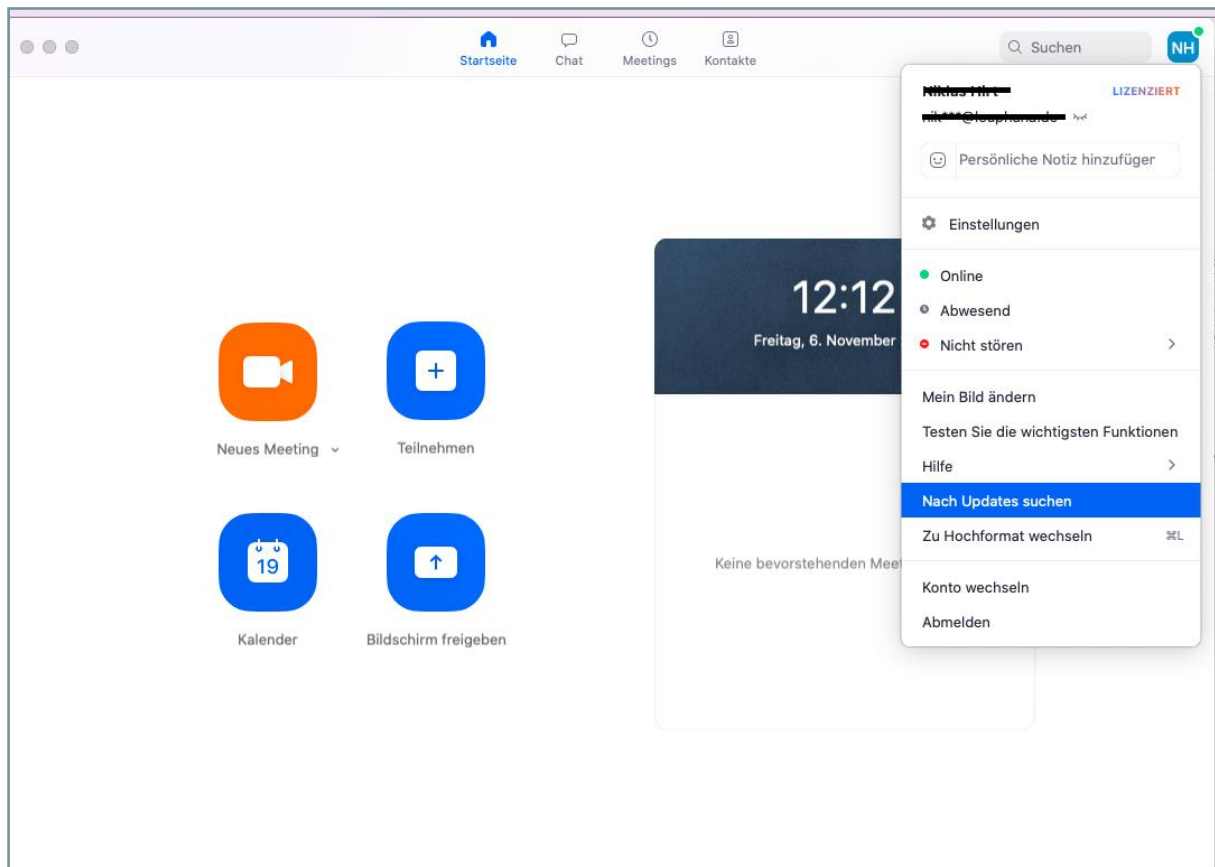 Startseite
Chat
Meetings
Kontakte
Suchen
NH
LIZENZIERT
Persönliche Notiz hinzufüger
Einstellungen
Online
Abwesend
Nicht stören
Mein Bild ändern
Testen Sie die wichtigsten Funktionen
Hilfe
Nach Updates suchen
Zu Hochformat wechseln ⌘L
Konto wechseln
Abmelden
12:12
Freitag, 6. November
Keine bevorstehenden Meet
Neues Meeting
Teilnehmen
19
Kalender
Bildschirm freigeben